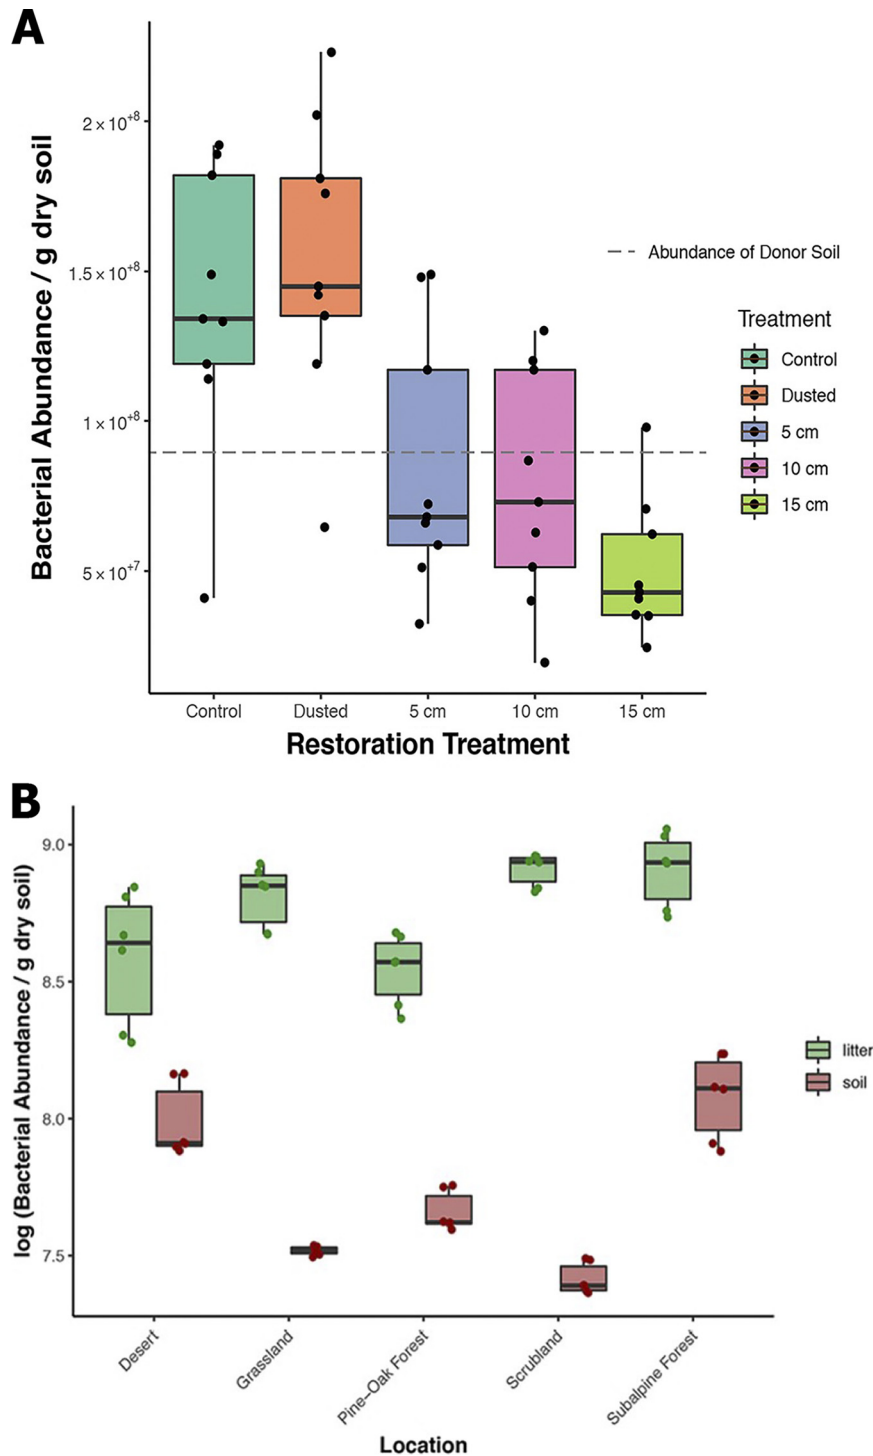 A
Bacterial Abundance / g dry soil
2 × 10⁺⁸
1.5 × 10⁺⁸
1 × 10⁺⁸
5 × 10⁺⁷
Abundance of Donor Soil
Treatment
Control
Dusted
5 cm
10 cm
15 cm
Control Dusted 5 cm 10 cm 15 cm
Restoration Treatment
B
log (Bacterial Abundance / g dry soil)
9.0
8.5
8.0
7.5
litter
soil
Desert Grassland Pine–Oak Forest Scrubland Subalpine Forest
Location